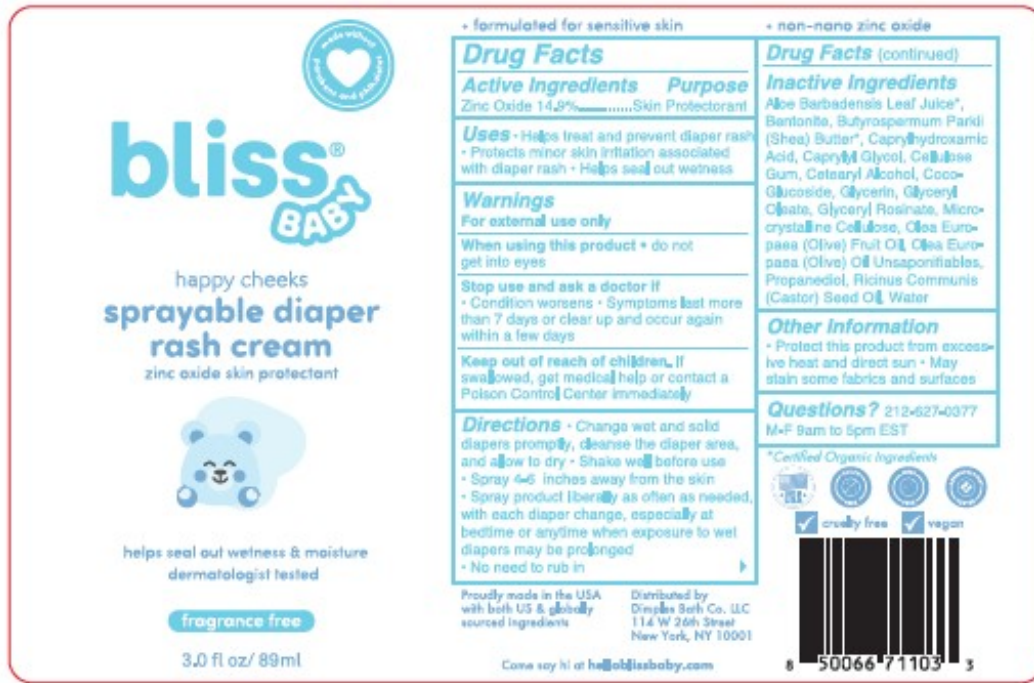 made without
parabens and phthalates
bliss®
BABY
happy cheeks
sprayable diaper
rash cream
zinc oxide skin protectant
helps seal out wetness & moisture
dermatologist tested
fragrance free
3.0 fl oz/ 89ml
+ formulated for sensitive skin
Drug Facts
Active Ingredients Purpose
Zinc Oxide 14.9%............Skin Protectorant
Uses • Helps treat and prevent diaper rash
• Protects minor skin irritation associated
with diaper rash • Helps seal out wetness
Warnings
For external use only
When using this product • do not
get into eyes
Stop use and ask a doctor if
• Condition worsens • Symptoms last more
than 7 days or clear up and occur again
within a few days
Keep out of reach of children. If
swallowed, get medical help or contact a
Poison Control Center immediately
Directions • Change wet and solid
diapers promptly, cleanse the diaper area,
and allow to dry • Shake well before use
• Spray 4-6 inches away from the skin
• Spray product liberally as often as needed,
with each diaper change, especially at
bedtime or anytime when exposure to wet
diapers may be prolonged
• No need to rub in
Proudly made in the USA
with both US & globally
sourced ingredients
Distributed by
Dimples Bath Co. LLC
114 W 26th Street
New York, NY 10001
Come say hi at helloblissbaby.com
+ non-nano zinc oxide
Drug Facts (continued)
Inactive Ingredients
Aloe Barbadensis Leaf Juice*,
Bentonite, Butyrospermum Parkii
(Shea) Butter*, Caprylhydroxamic
Acid, Caprylyl Glycol, Cellulose
Gum, Cetearyl Alcohol, Coco-
Glucoside, Glycerin, Glyceryl
Oleate, Glyceryl Rosinate, Micro-
crystalline Cellulose, Olea Euro-
paea (Olive) Fruit Oil, Olea Euro-
paea (Olive) Oil Unsaponifiables,
Propanediol, Ricinus Communis
(Castor) Seed Oil, Water
Other Information
• Protect this product from excess-
ive heat and direct sun • May
stain some fabrics and surfaces
Questions? 212-627-0377
M-F 9am to 5pm EST
*Certified Organic Ingredients
cruelty free vegan
8 50066 71103 3